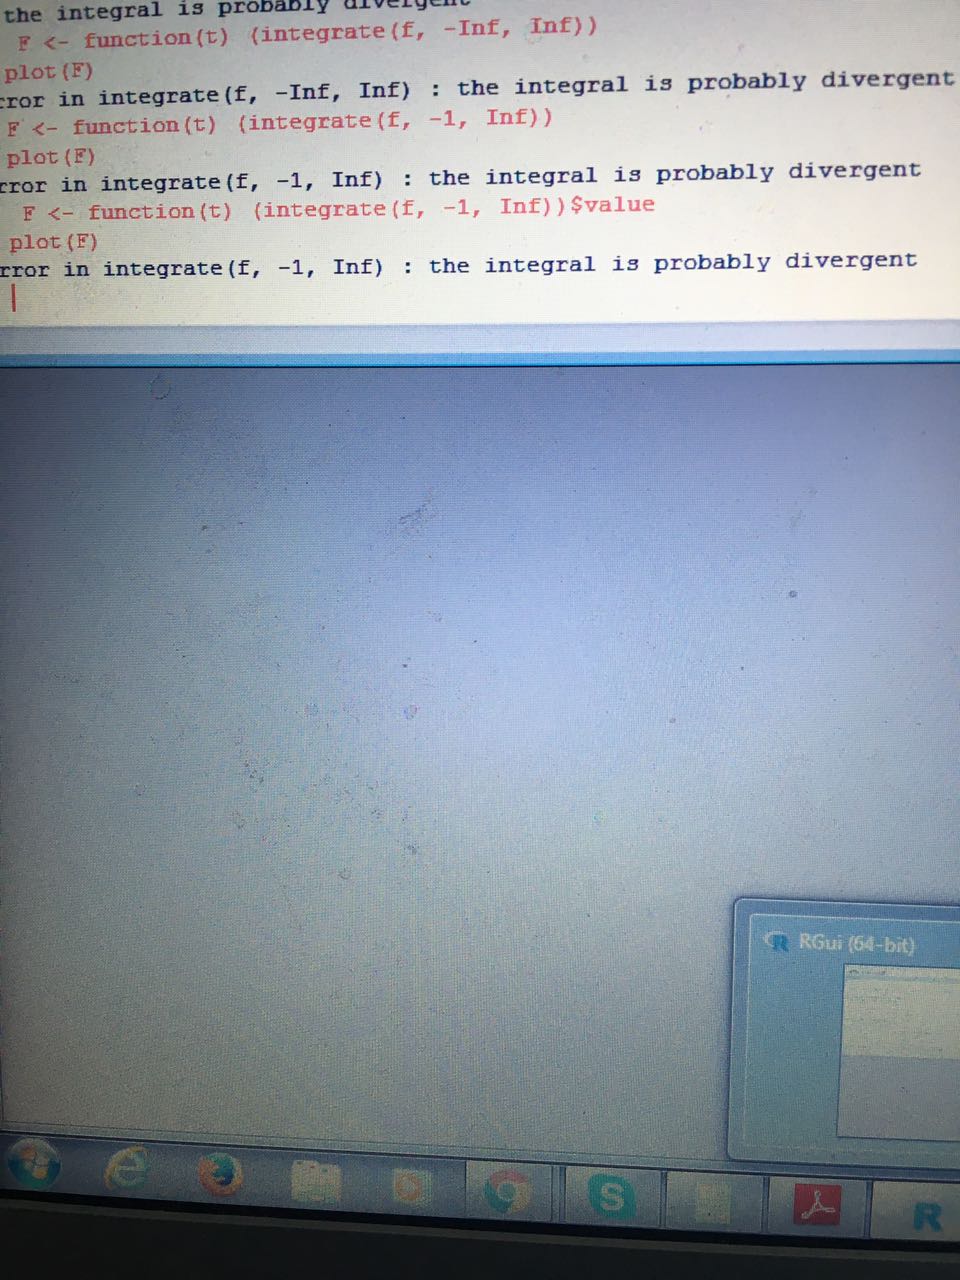 the integral is probably divergent
F <- function(t) (integrate(f, -Inf, Inf))
plot(F)
rror in integrate(f, -Inf, Inf) : the integral is probably divergent
F <- function(t) (integrate(f, -1, Inf))
plot(F)
rror in integrate(f, -1, Inf) : the integral is probably divergent
F <- function(t) (integrate(f, -1, Inf))$value
plot(F)
rror in integrate(f, -1, Inf) : the integral is probably divergent
R RGui (64-bit)
S
R